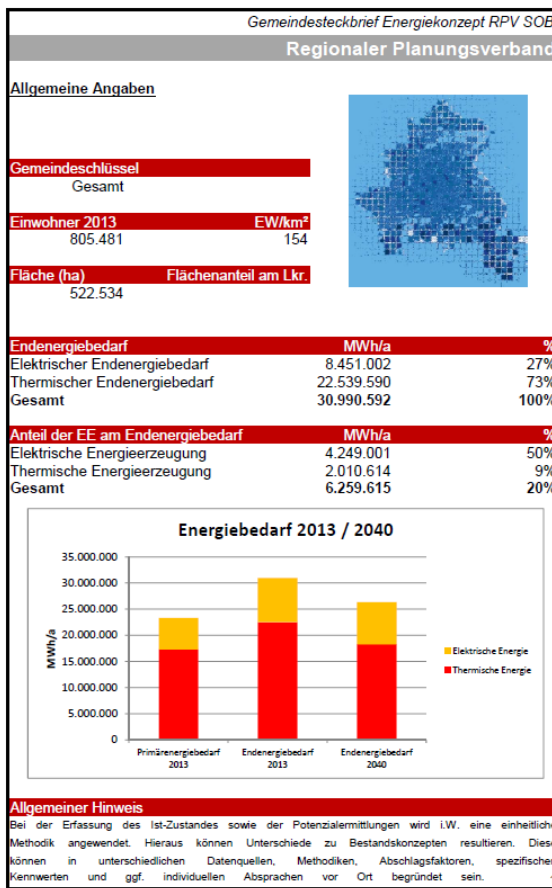 Gemeindesteckbrief Energiekonzept RPV SOB
Regionaler Planungsverband
Allgemeine Angaben
Gemeindeschlüssel
Gesamt
Einwohner 2013 EW/km²
805.481 154
Fläche (ha) Flächenanteil am Lkr.
522.534
Endenergiebedarf MWh/a %
Elektrischer Endenergiebedarf 8.451.002 27%
Thermischer Endenergiebedarf 22.539.590 73%
Gesamt 30.990.592 100%
Anteil der EE am Endenergiebedarf MWh/a %
Elektrische Energieerzeugung 4.249.001 50%
Thermische Energieerzeugung 2.010.614 9%
Gesamt 6.259.615 20%
Energiebedarf 2013 / 2040
35.000.000
30.000.000
25.000.000
20.000.000
15.000.000
10.000.000
5.000.000
0
MWh/a
Primärenergiebedarf 2013
Endenergiebedarf 2013
Endenergiebedarf 2040
Elektrische Energie
Thermische Energie
Allgemeiner Hinweis
Bei der Erfassung des Ist-Zustandes sowie der Potenzialermittlungen wird i.W. eine einheitliche
Methodik angewendet. Hieraus können Unterschiede zu Bestandskonzepten resultieren. Diese
können in unterschiedlichen Datenquellen, Methodiken, Abschlagsfaktoren, spezifischen
Kennwerten und ggf. individuellen Absprachen vor Ort begründet sein.